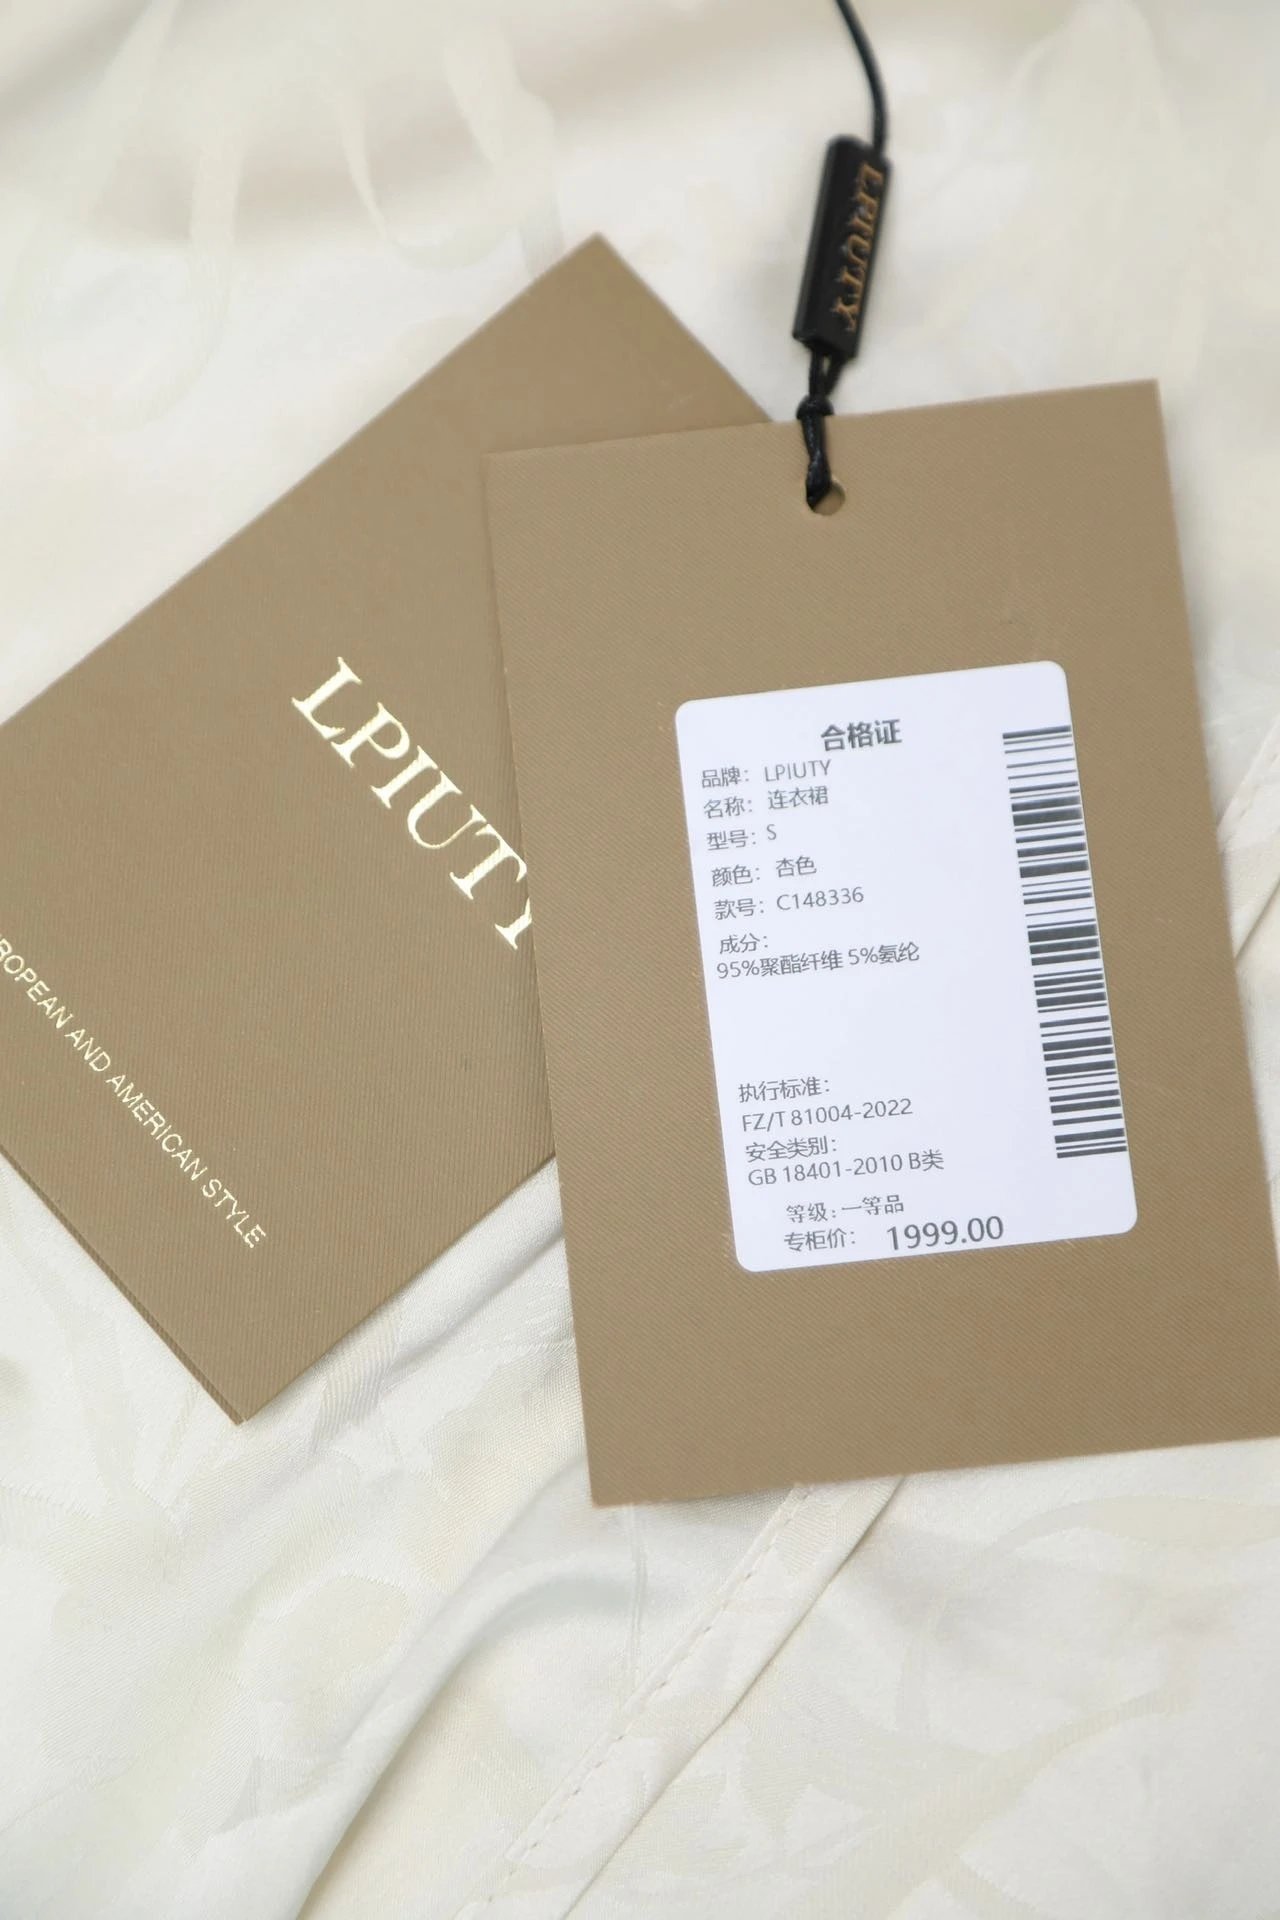 LPIUTY
LPIUTY
EUROPEAN AND AMERICAN STYLE
合格证
品牌：LPIUTY
名称：连衣裙
型号：S
颜色：杏色
款号：C148336
成分：
95%聚酯纤维 5%氨纶
执行标准：
FZ/T 81004-2022
安全类别：
GB 18401-2010 B类
等级：一等品
专柜价： 1999.00